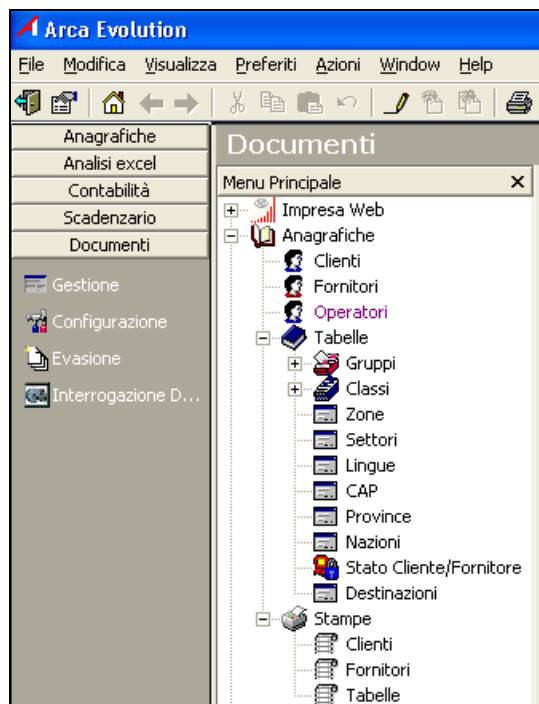 Arca Evolution
File Modifica Visualizza Preferiti Azioni Window Help
Anagrafiche
Analisi excel
Contabilità
Scadenzario
Documenti
Gestione
Configurazione
Evasione
Interrogazione D...
Documenti
Menu Principale
Impresa Web
Anagrafiche
Clienti
Fornitori
Operatori
Tabelle
Gruppi
Classi
Zone
Settori
Lingue
CAP
Province
Nazioni
Stato Cliente/Fornitore
Destinazioni
Stampe
Clienti
Fornitori
Tabelle